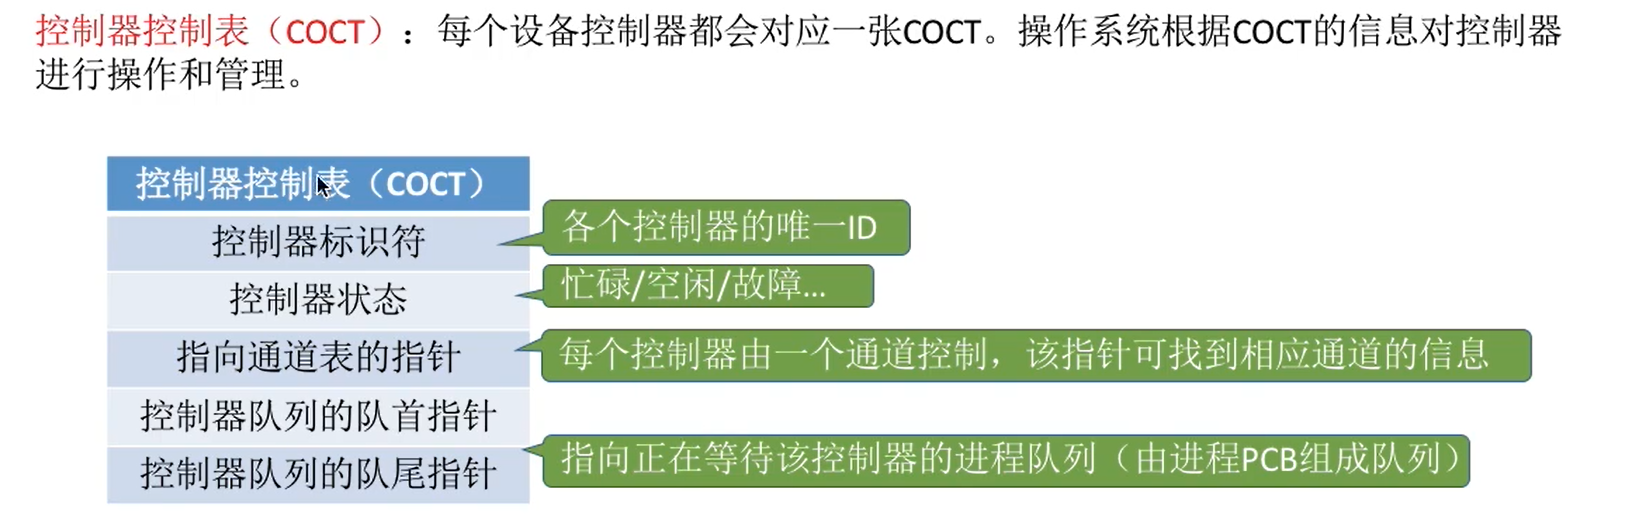 控制器控制表（COCT）：每个设备控制器都会对应一张COCT。操作系统根据COCT的信息对控制器
进行操作和管理。
控制器控制表（COCT）
控制器标识符
各个控制器的唯一ID
控制器状态
忙碌/空闲/故障...
指向通道表的指针
每个控制器由一个通道控制，该指针可找到相应通道的信息
控制器队列的队首指针
控制器队列的队尾指针
指向正在等待该控制器的进程队列（由进程PCB组成队列）